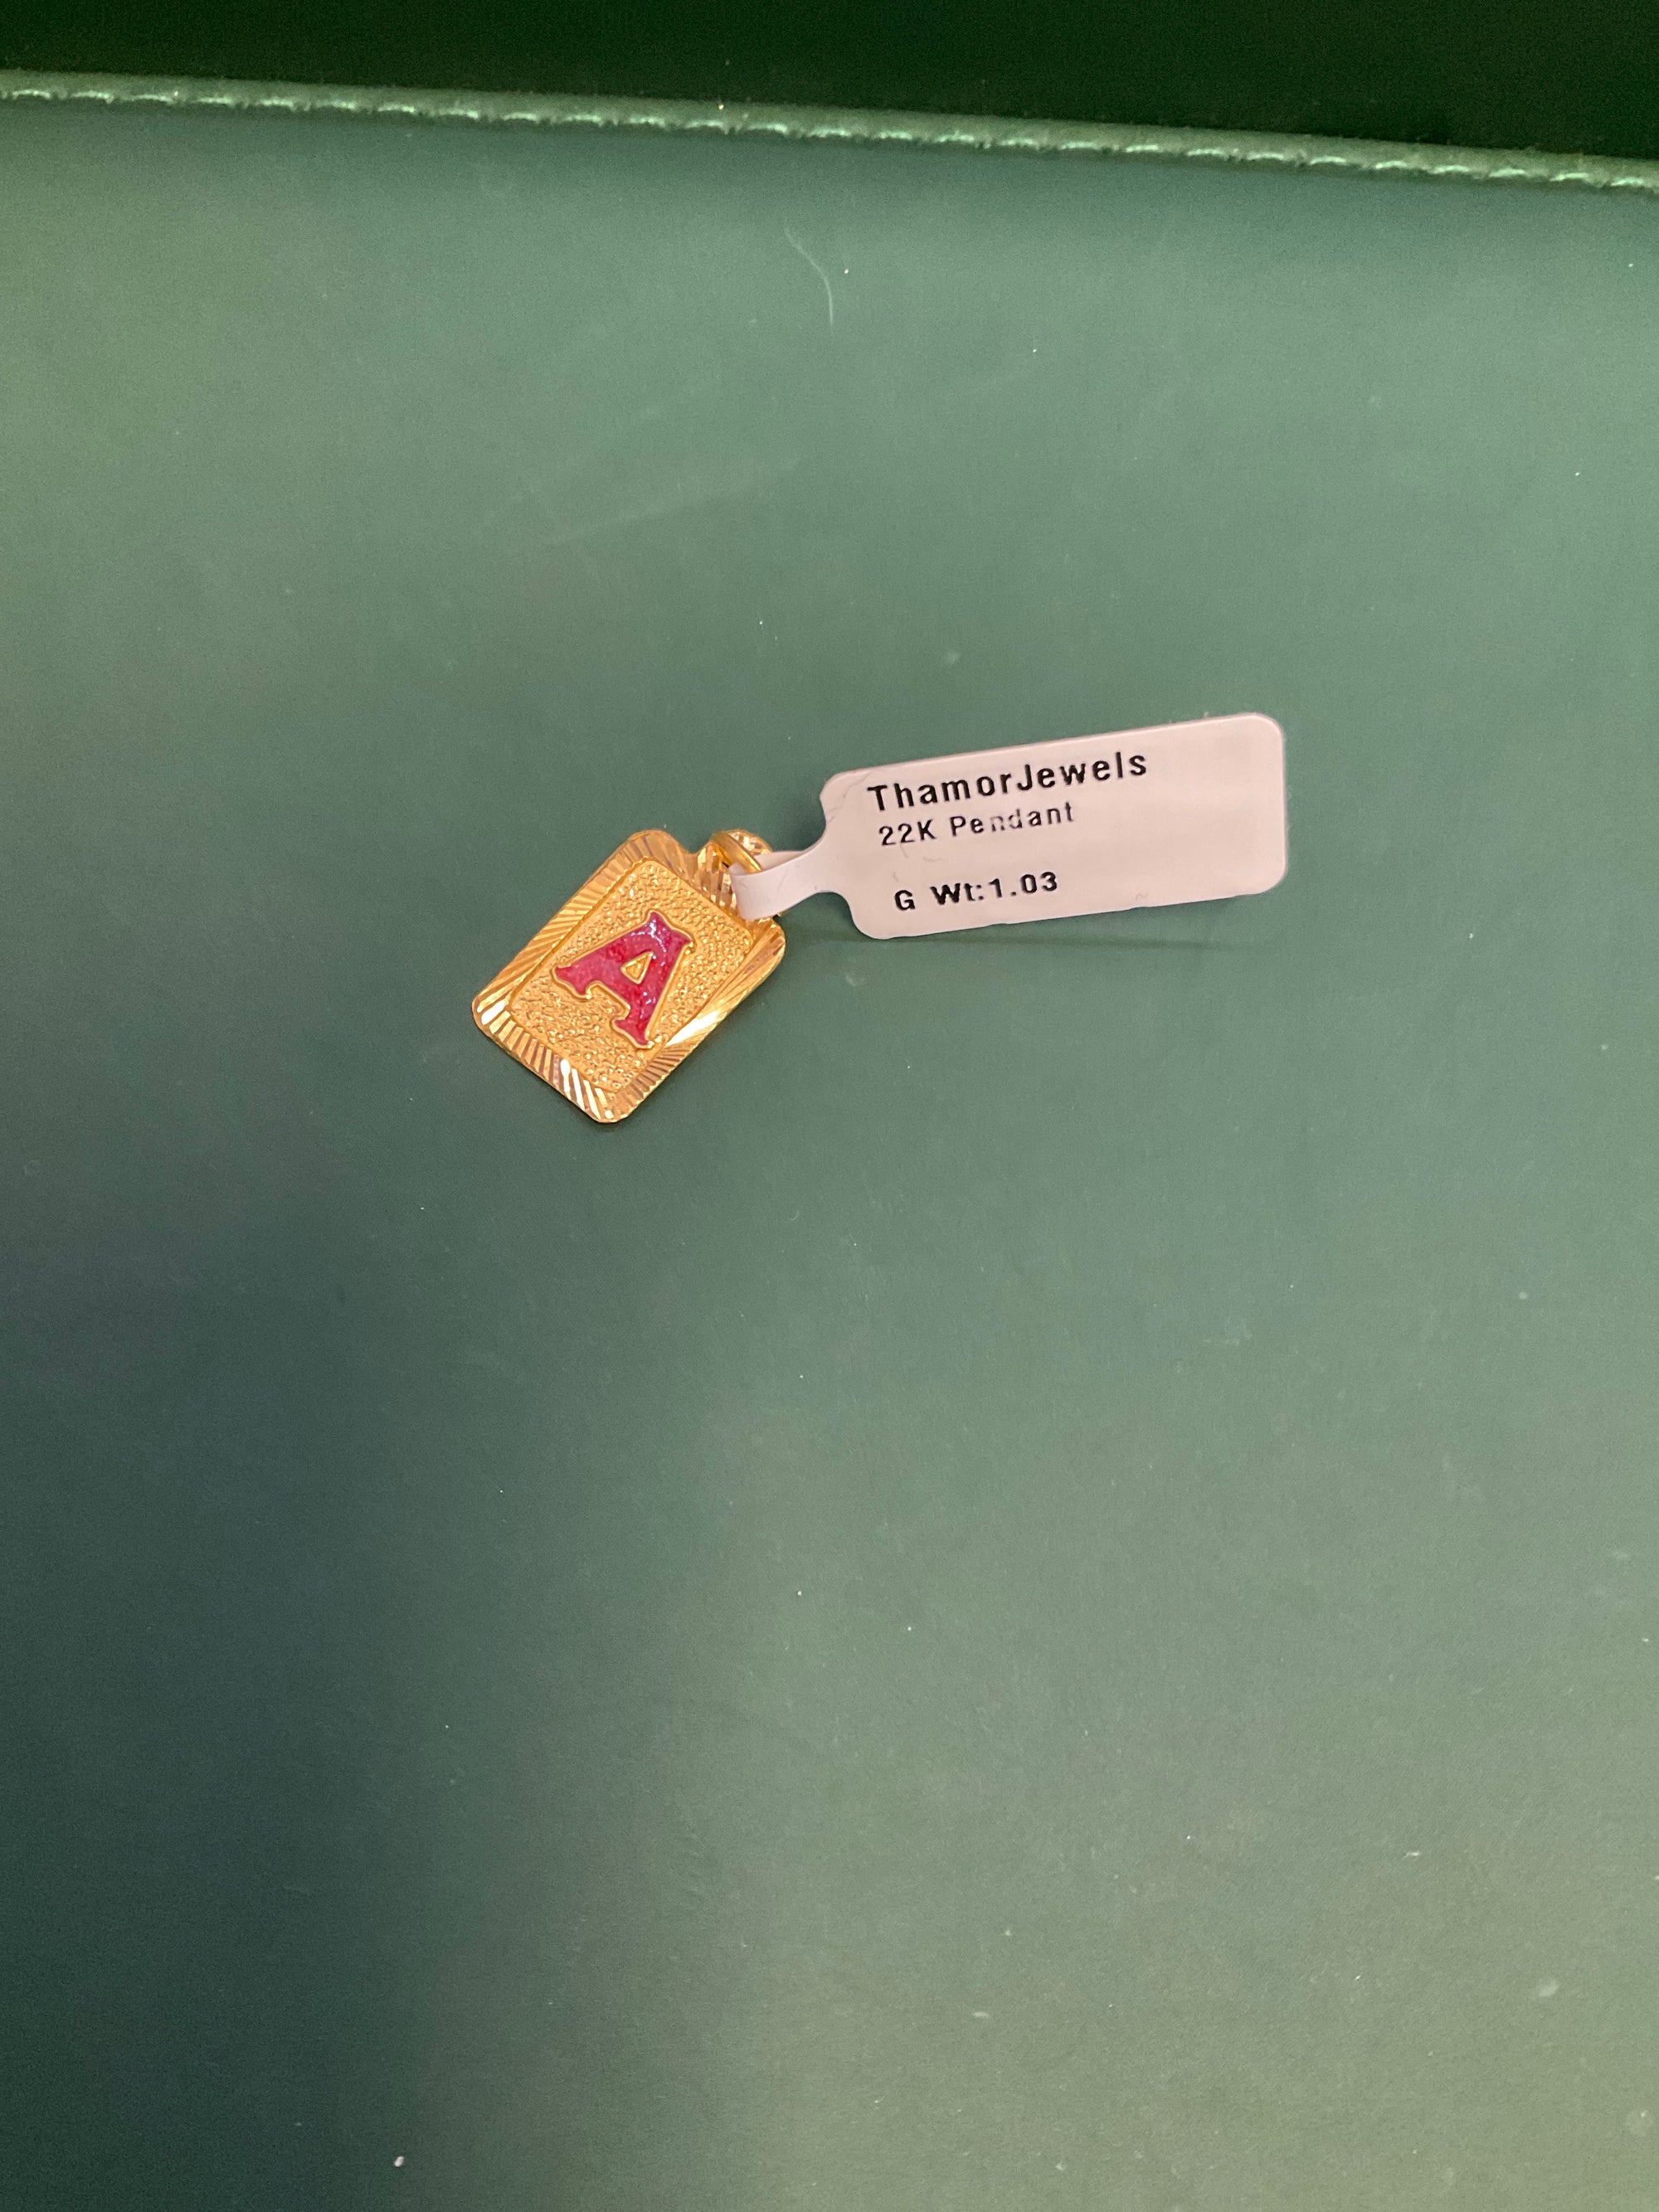 A
ThamorJewels
22K Pendant
G Wt:1.03